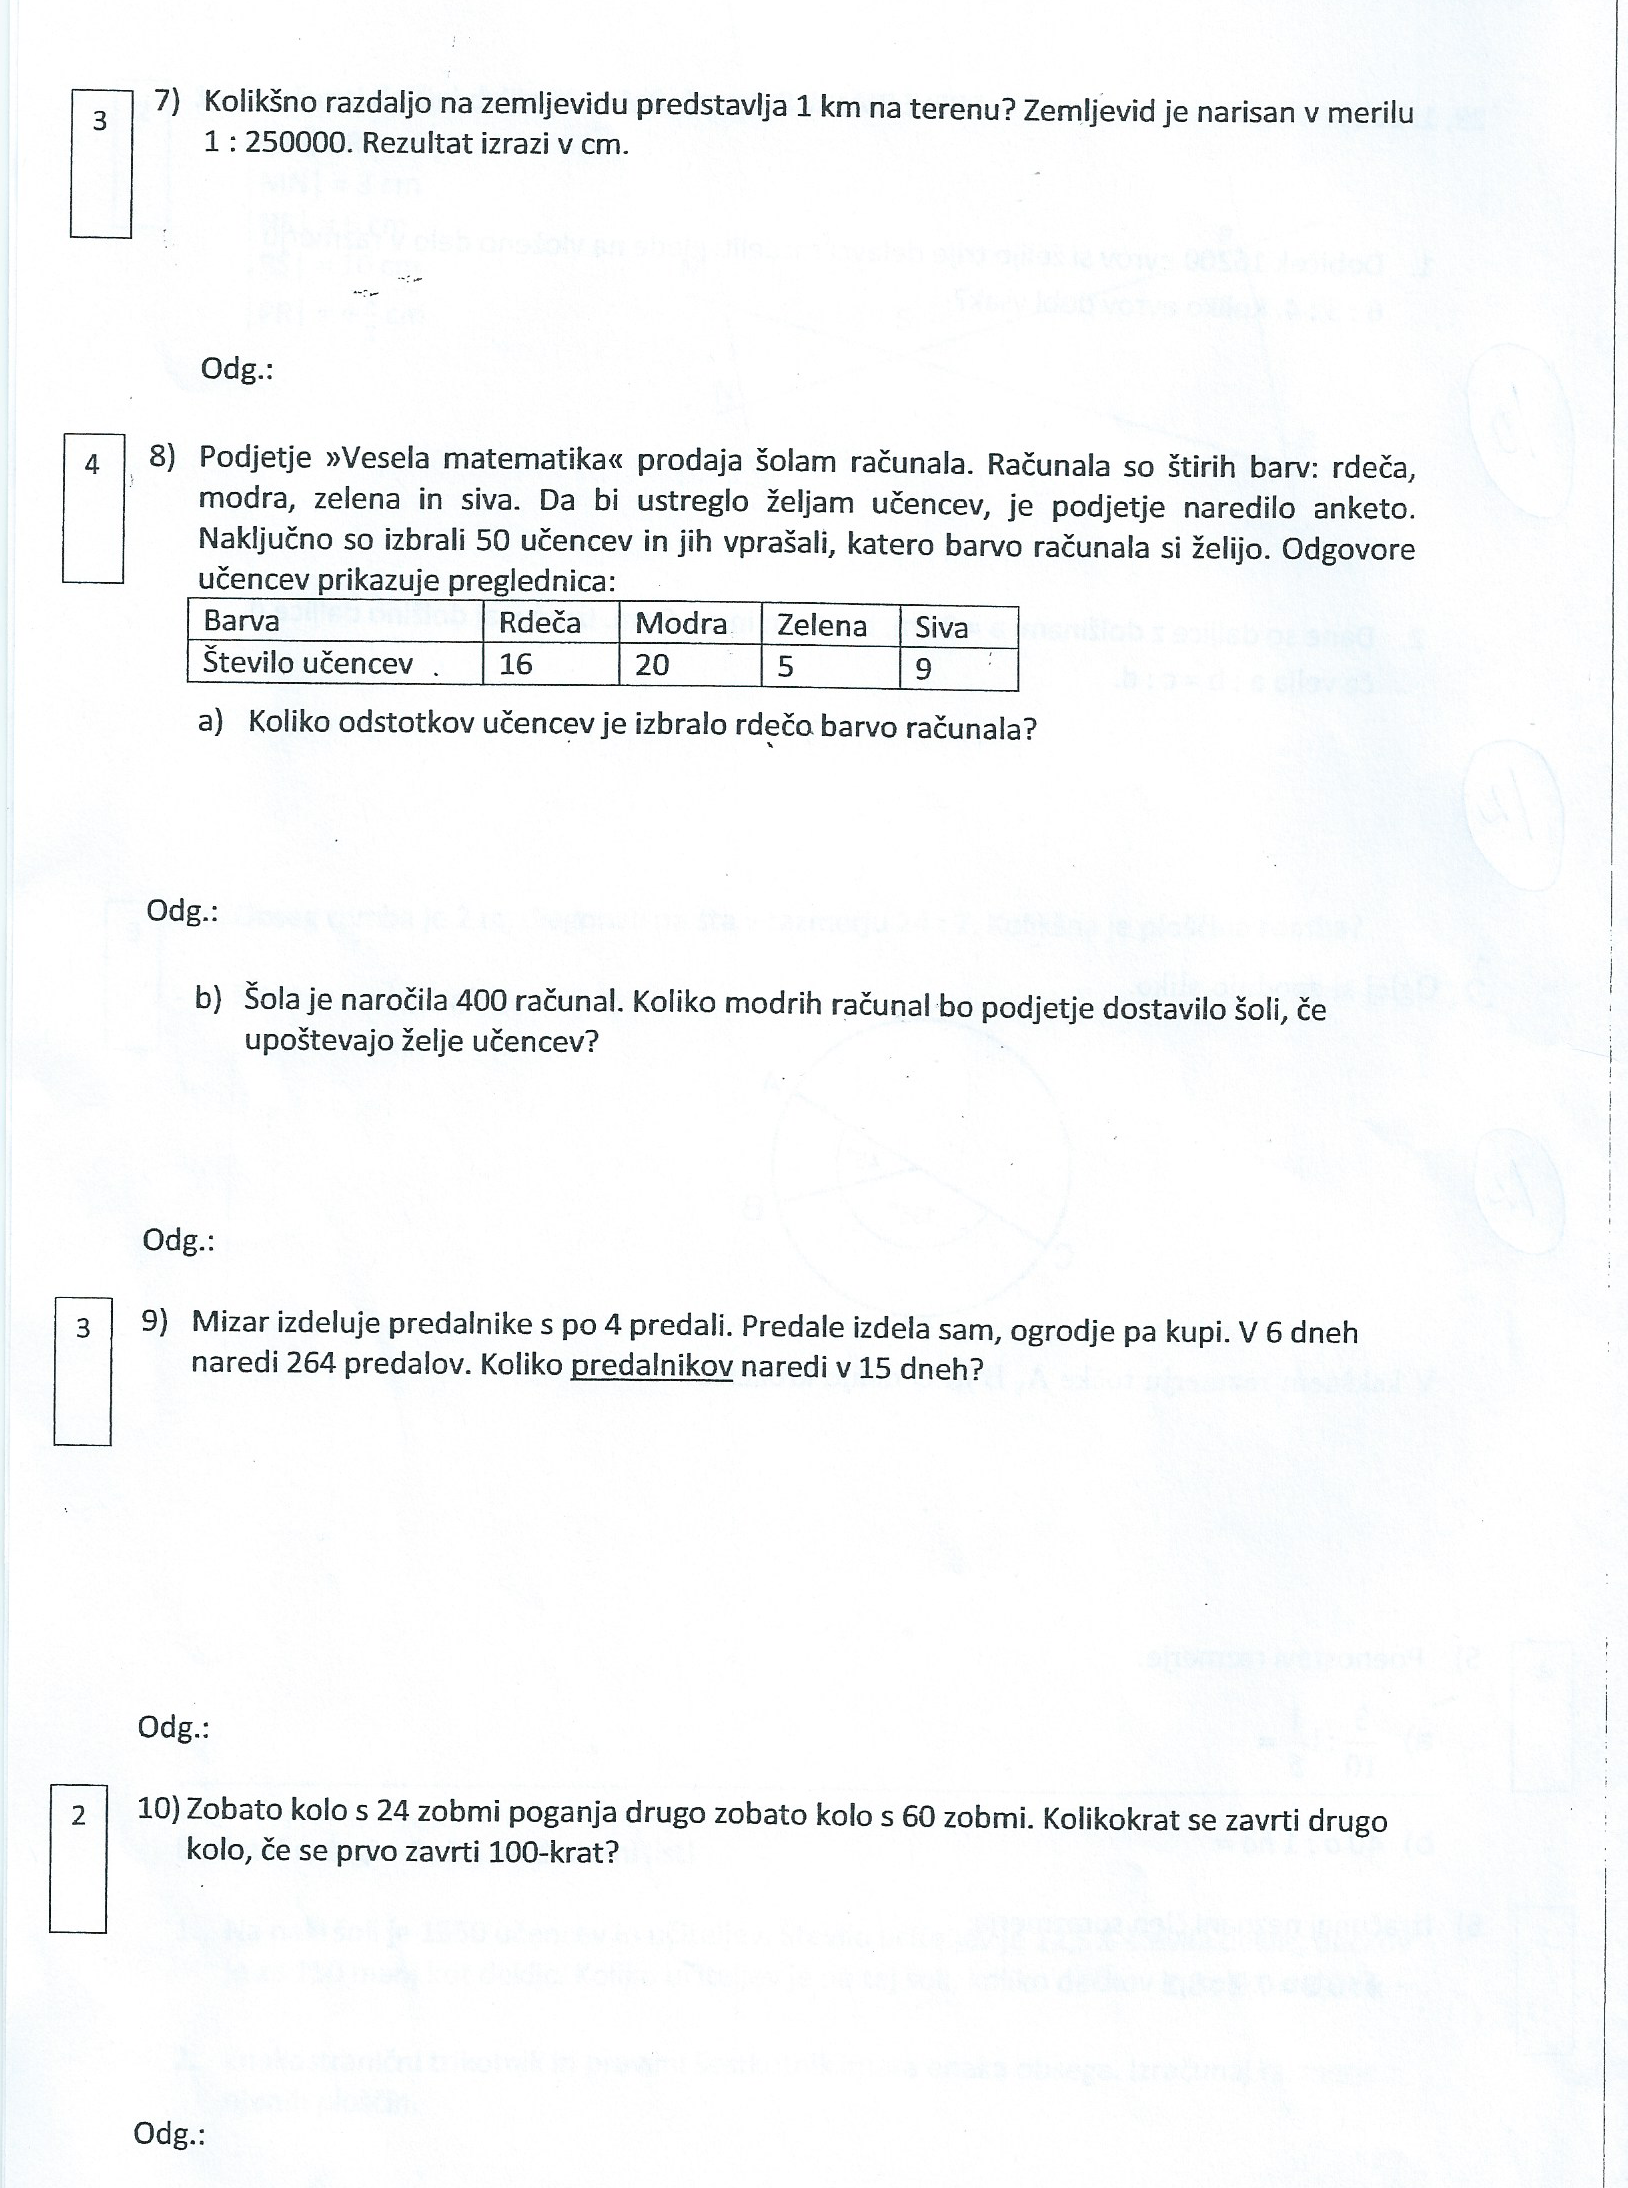 3
7) Kolikšno razdaljo na zemljevidu predstavlja 1 km na terenu? Zemljevid je narisan v merilu
1 : 250000. Rezultat izrazi v cm.
Odg.:
4
8) Podjetje »Vesela matematika« prodaja šolam računala. Računala so štirih barv: rdeča,
modra, zelena in siva. Da bi ustreglo željam učencev, je podjetje naredilo anketo.
Naključno so izbrali 50 učencev in jih vprašali, katero barvo računala si želijo. Odgovore
učencev prikazuje preglednica:
Barva Rdeča Modra Zelena Siva
Število učencev 16 20 5 9
a) Koliko odstotkov učencev je izbralo rdečo barvo računala?
Odg.:
b) Šola je naročila 400 računal. Koliko modrih računal bo podjetje dostavilo šoli, če
upoštevajo želje učencev?
Odg.:
3
9) Mizar izdeluje predalnike s po 4 predali. Predale izdela sam, ogrodje pa kupi. V 6 dneh
naredi 264 predalov. Koliko predalnikov naredi v 15 dneh?
Odg.:
2
10) Zobato kolo s 24 zobmi poganja drugo zobato kolo s 60 zobmi. Kolikokrat se zavrti drugo
kolo, če se prvo zavrti 100-krat?
Odg.: